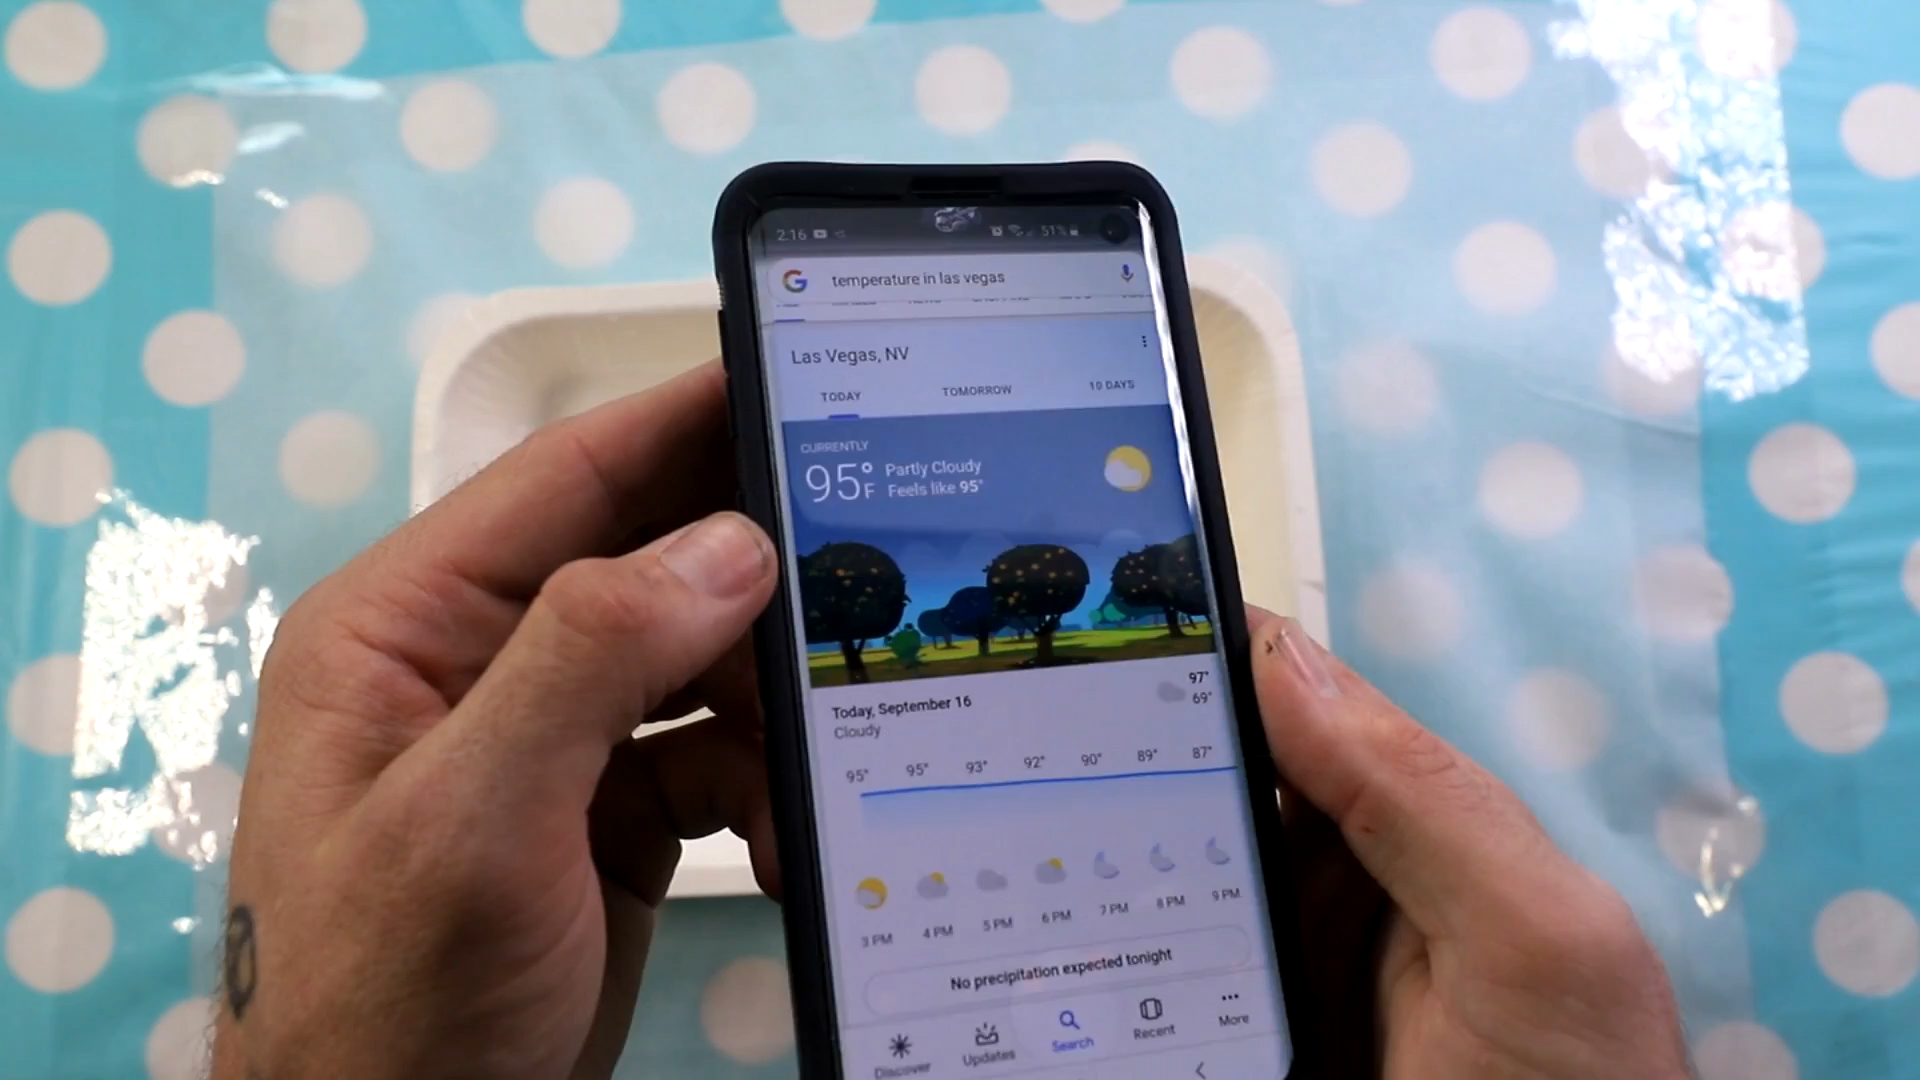 2:16 51%
temperature in las vegas
Las Vegas, NV
TODAY TOMORROW 10 DAYS
CURRENTLY
95°F Partly Cloudy
Feels like 95°
Today, September 16 97°
Cloudy 69°
95° 95° 93° 92° 90° 89° 87°
3 PM 4 PM 5 PM 6 PM 7 PM 8 PM 9 PM
No precipitation expected tonight
Discover Updates Search Recent More